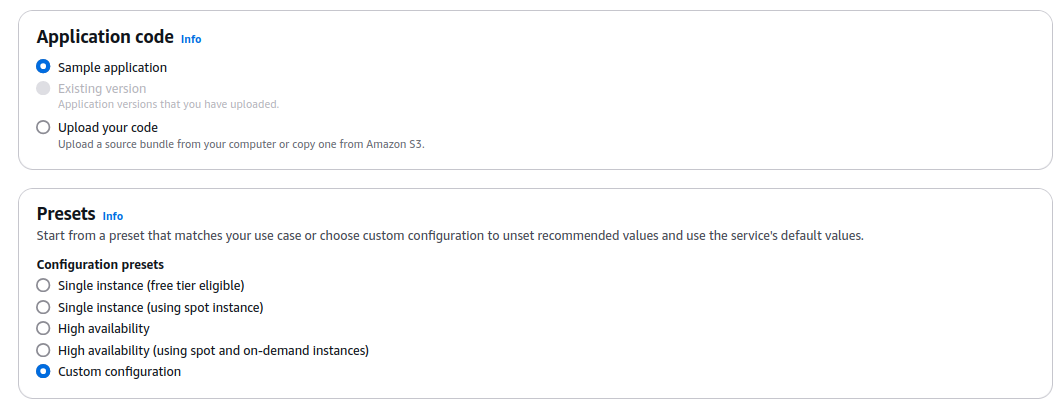 Application code Info
Sample application
Existing version
Application versions that you have uploaded.
Upload your code
Upload a source bundle from your computer or copy one from Amazon S3.
Presets Info
Start from a preset that matches your use case or choose custom configuration to unset recommended values and use the service's default values.
Configuration presets
Single instance (free tier eligible)
Single instance (using spot instance)
High availability
High availability (using spot and on-demand instances)
Custom configuration